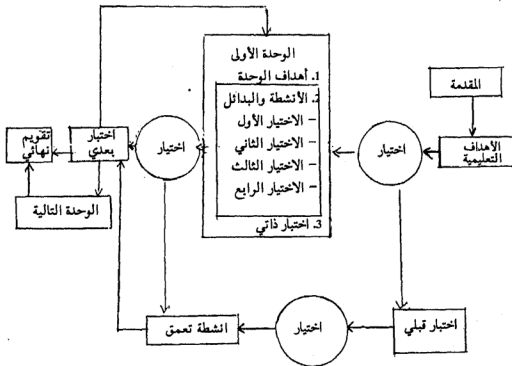 المقدمة
الأهداف
التعليمية
اختيار
الوحدة الأولى
1. أهداف الوحدة
2. الأنشطة والبدائل
– الاختيار الأول
– الاختيار الثاني
– الاختيار الثالث
– الاختيار الرابع
3. اختبار ذاتي
اختيار
اختبار
بعدي
تقويم
نهائي
الوحدة التالية
اختبار قبلي
اختيار
انشطة تعمق